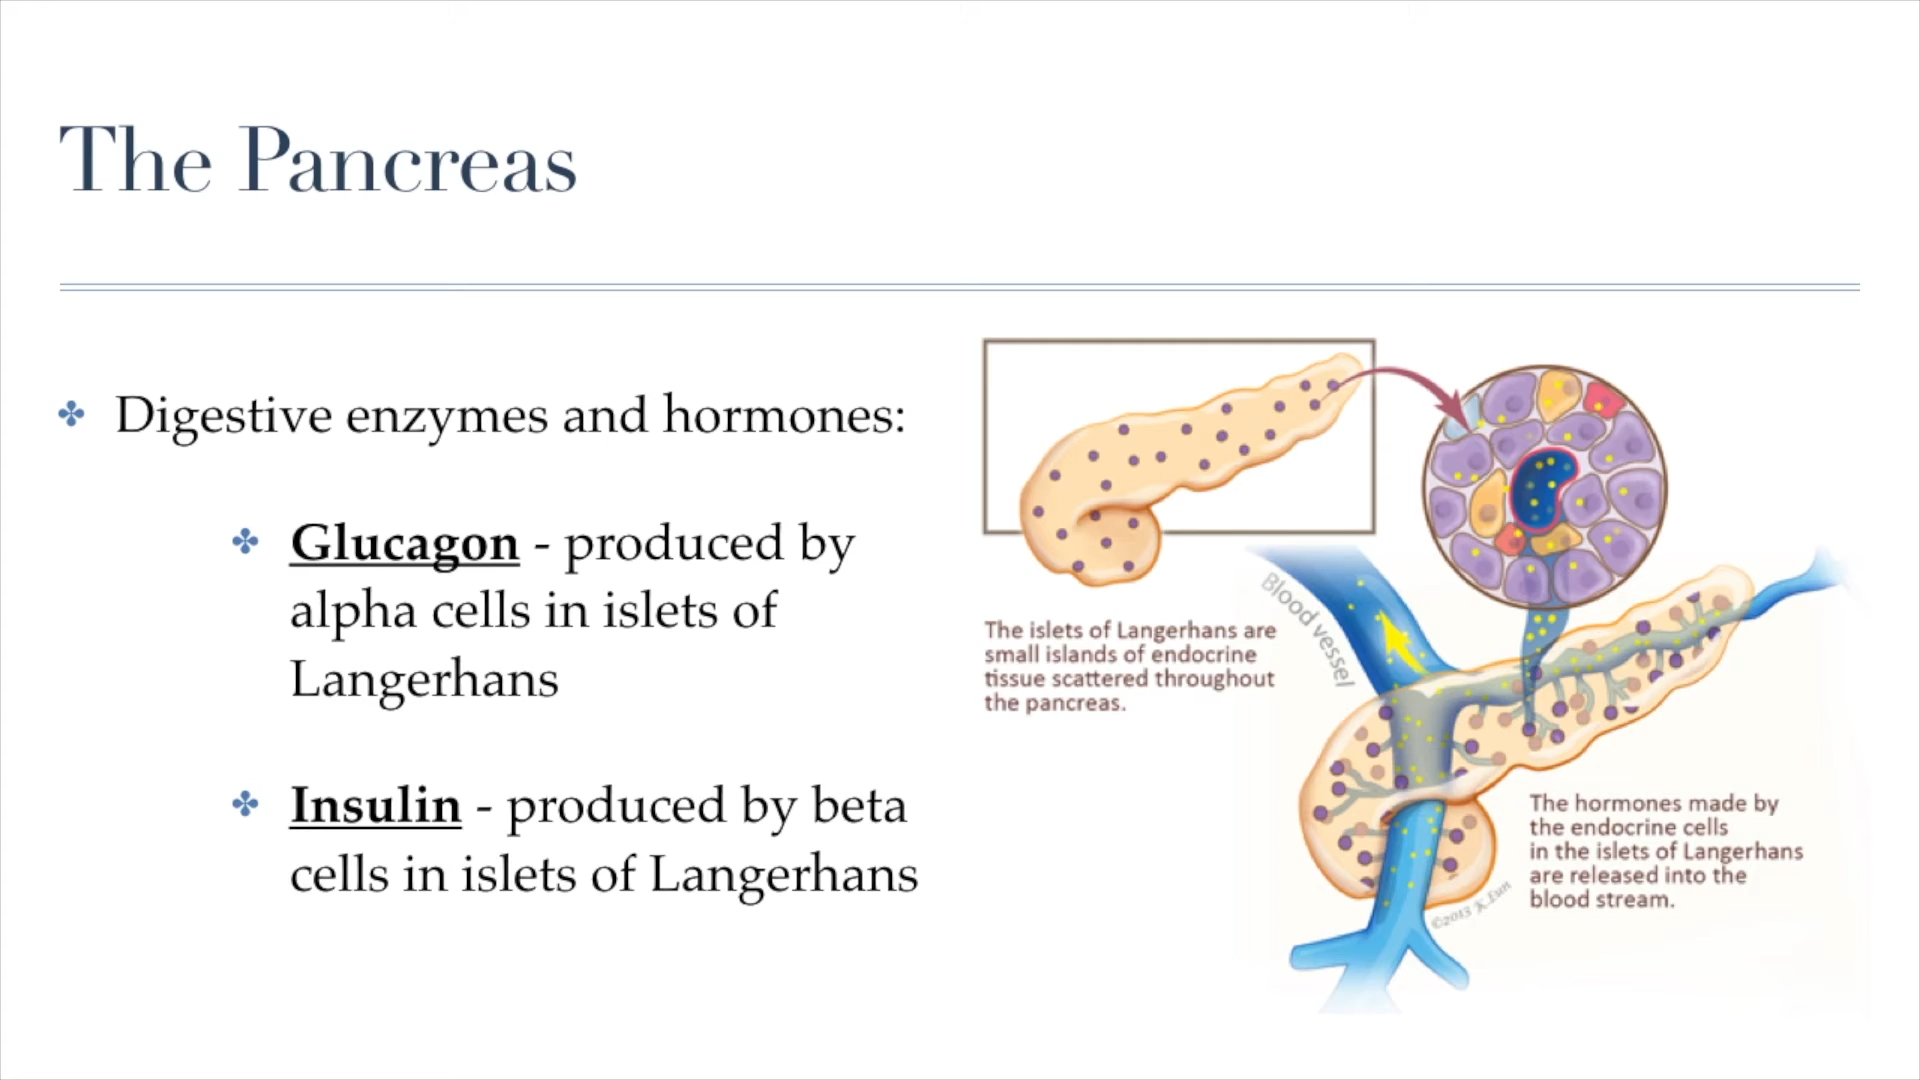 The Pancreas
Digestive enzymes and hormones:
Glucagon - produced by
alpha cells in islets of
Langerhans
Insulin - produced by beta
cells in islets of Langerhans
The islets of Langerhans are
small islands of endocrine
tissue scattered throughout
the pancreas.
Blood vessel
The hormones made by
the endocrine cells
in the islets of Langerhans
are released into the
blood stream.
©2013 K.Eun